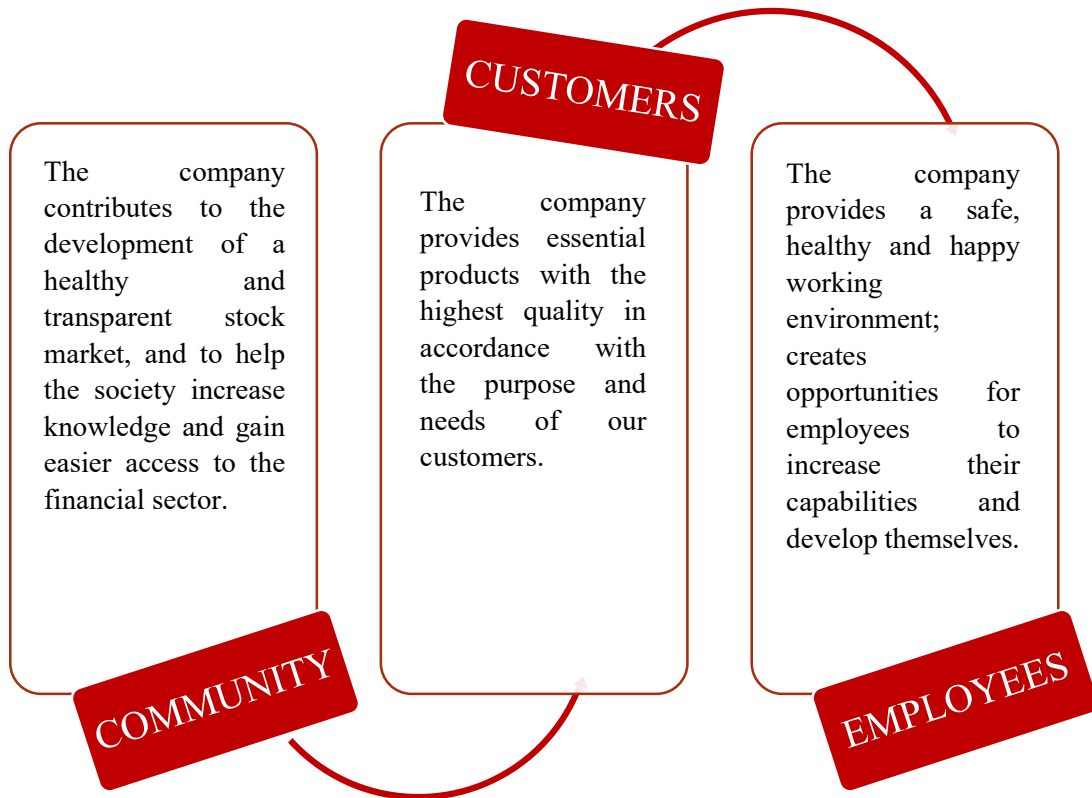 The company
contributes to the
development of a
healthy and
transparent stock
market, and to help
the society increase
knowledge and gain
easier access to the
financial sector.
COMMUNITY
CUSTOMERS
The company
provides essential
products with the
highest quality in
accordance with
the purpose and
needs of our
customers.
The company
provides a safe,
healthy and happy
working
environment;
creates
opportunities for
employees to
increase their
capabilities and
develop themselves.
EMPLOYEES